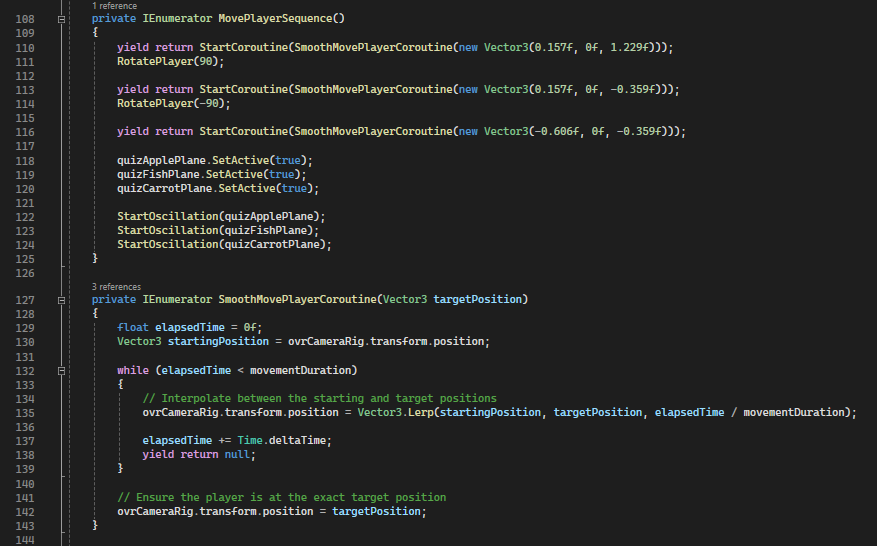 1 reference
108 private IEnumerator MovePlayerSequence()
109 {
110 yield return StartCoroutine(SmoothMovePlayerCoroutine(new Vector3(0.157f, 0f, 1.229f)));
111 RotatePlayer(90);
112
113 yield return StartCoroutine(SmoothMovePlayerCoroutine(new Vector3(0.157f, 0f, -0.359f)));
114 RotatePlayer(-90);
115
116 yield return StartCoroutine(SmoothMovePlayerCoroutine(new Vector3(-0.606f, 0f, -0.359f)));
117
118 quizApplePlane.SetActive(true);
119 quizFishPlane.SetActive(true);
120 quizCarrotPlane.SetActive(true);
121
122 StartOscillation(quizApplePlane);
123 StartOscillation(quizFishPlane);
124 StartOscillation(quizCarrotPlane);
125 }
126
3 references
127 private IEnumerator SmoothMovePlayerCoroutine(Vector3 targetPosition)
128 {
129 float elapsedTime = 0f;
130 Vector3 startingPosition = ovrCameraRig.transform.position;
131
132 while (elapsedTime < movementDuration)
133 {
134 // Interpolate between the starting and target positions
135 ovrCameraRig.transform.position = Vector3.Lerp(startingPosition, targetPosition, elapsedTime / movementDuration);
136
137 elapsedTime += Time.deltaTime;
138 yield return null;
139 }
140
141 // Ensure the player is at the exact target position
142 ovrCameraRig.transform.position = targetPosition;
143 }
144